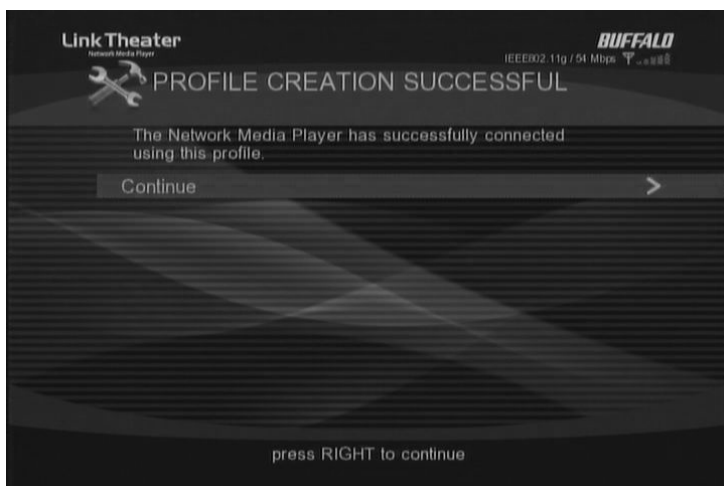 LinkTheater
Network Media Player
BUFFALO
IEEE802.11g / 54 Mbps
PROFILE CREATION SUCCESSFUL
The Network Media Player has successfully connected
using this profile.
Continue
press RIGHT to continue